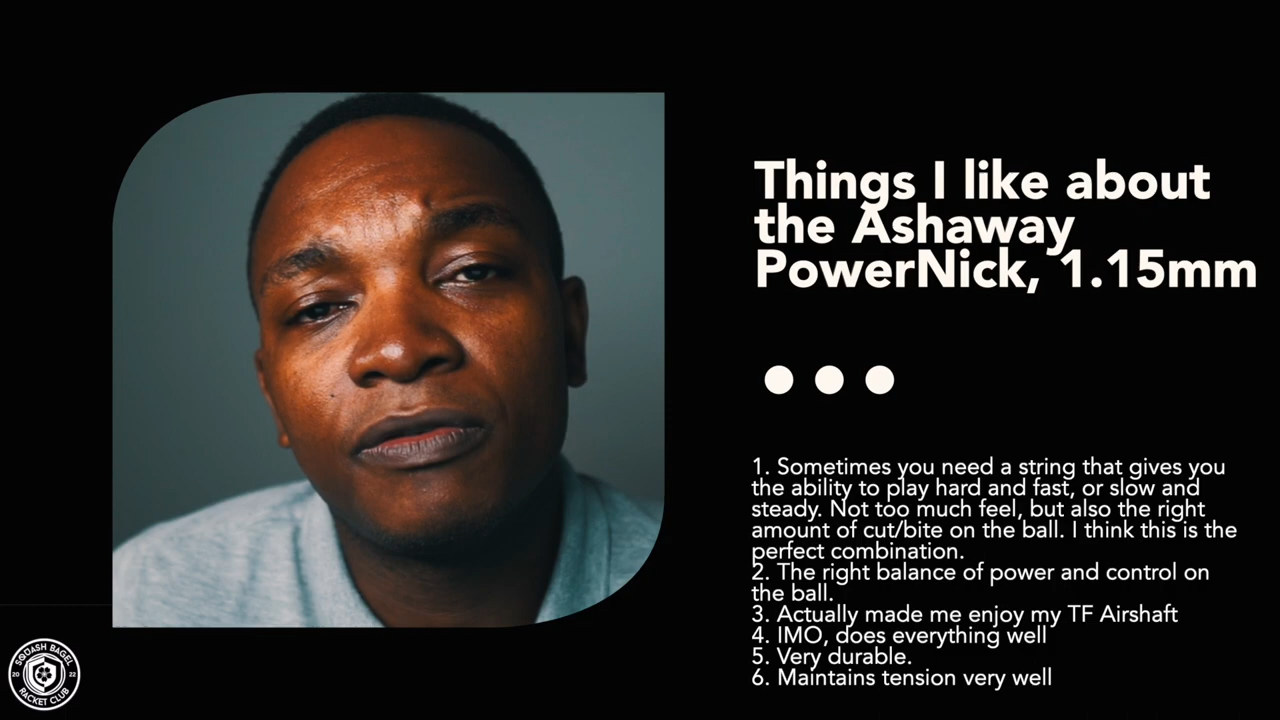 Things I like about
the Ashaway
PowerNick, 1.15mm
1. Sometimes you need a string that gives you
the ability to play hard and fast, or slow and
steady. Not too much feel, but also the right
amount of cut/bite on the ball. I think this is the
perfect combination.
2. The right balance of power and control on
the ball.
3. Actually made me enjoy my TF Airshaft
4. IMO, does everything well
5. Very durable.
6. Maintains tension very well
SQUASH BAGEL
20 22
RACKET CLUB